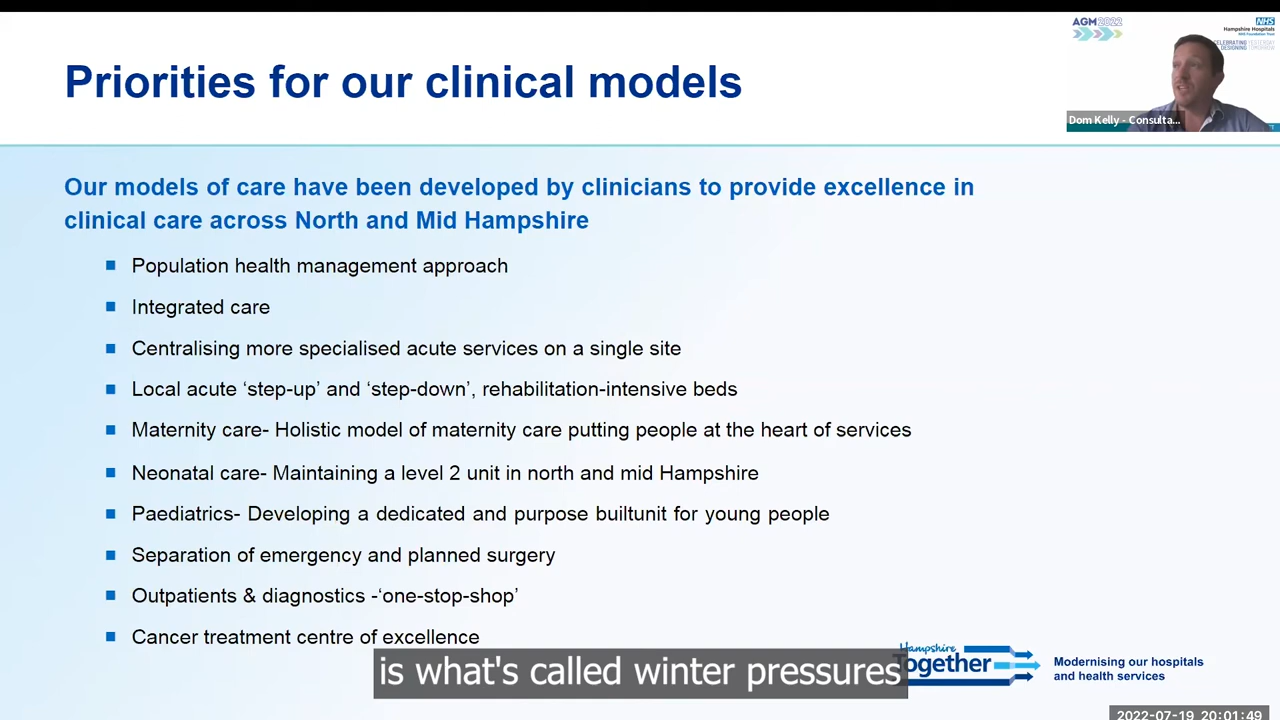 AGM2022
NHS
Hampshire Hospitals
NHS Foundation Trust
Priorities for our clinical models
Dom Kelly - Consulta...
Our models of care have been developed by clinicians to provide excellence in
clinical care across North and Mid Hampshire
Population health management approach
Integrated care
Centralising more specialised acute services on a single site
Local acute ‘step-up’ and ‘step-down’, rehabilitation-intensive beds
Maternity care- Holistic model of maternity care putting people at the heart of services
Neonatal care- Maintaining a level 2 unit in north and mid Hampshire
Paediatrics- Developing a dedicated and purpose builtunit for young people
Separation of emergency and planned surgery
Outpatients & diagnostics -‘one-stop-shop’
Cancer treatment centre of excellence
is what's called winter pressures
Hampshire
Together
Modernising our hospitals
and health services
2022-07-19 20:01:49